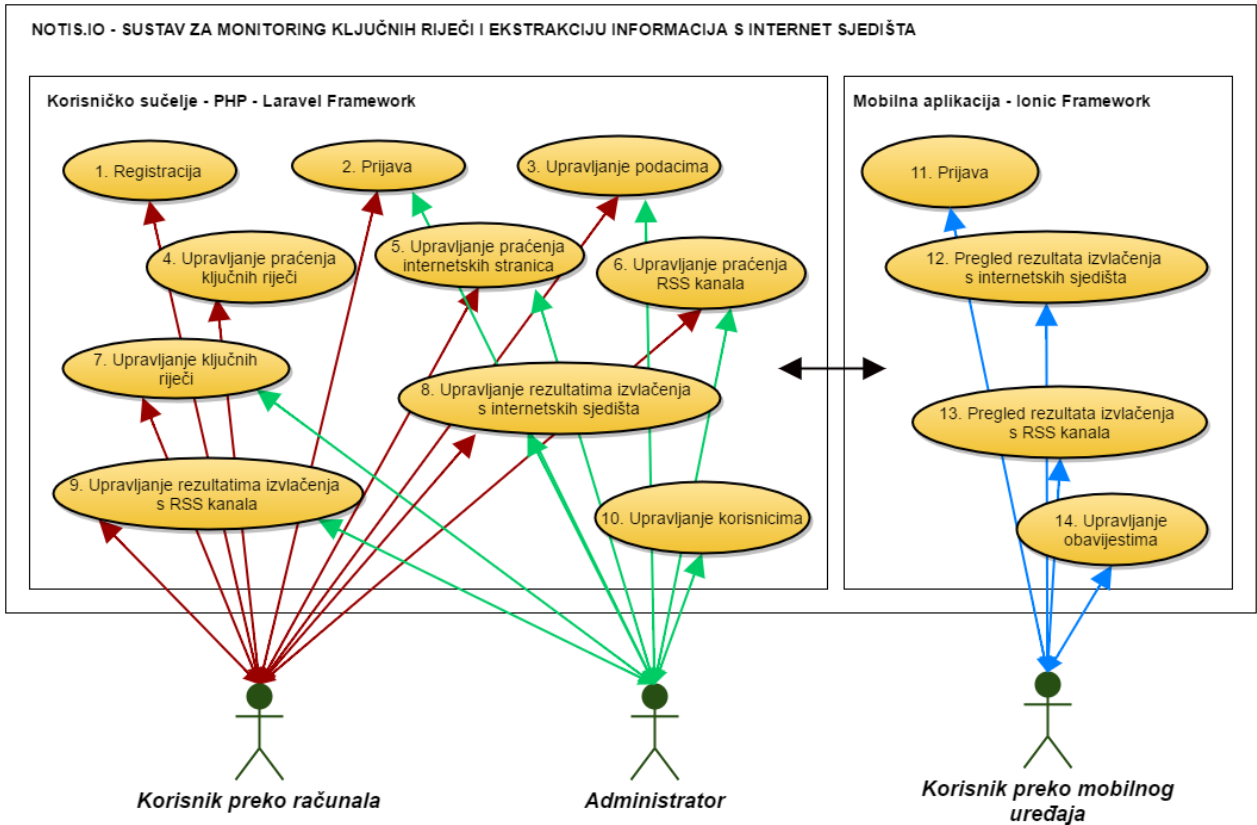 NOTIS.IO - SUSTAV ZA MONITORING KLJUČNIH RIJEČI I EKSTRAKCIJU INFORMACIJA S INTERNET SJEDIŠTA
Korisničko sučelje - PHP - Laravel Framework
Mobilna aplikacija - Ionic Framework
1. Registracija
2. Prijava
3. Upravljanje podacima
4. Upravljanje praćenja
ključnih riječi
5. Upravljanje praćenja
internetskih stranica
6. Upravljanje praćenja
RSS kanala
7. Upravljanje ključnih
riječi
8. Upravljanje rezultatima izvlačenja
s internetskih sjedišta
9. Upravljanje rezultatima izvlačenja
s RSS kanala
10. Upravljanje korisnicima
11. Prijava
12. Pregled rezultata izvlačenja
s internetskih sjedišta
13. Pregled rezultata izvlačenja
s RSS kanala
14. Upravljanje
obavijestima
Korisnik preko računala
Administrator
Korisnik preko mobilnog
uređaja